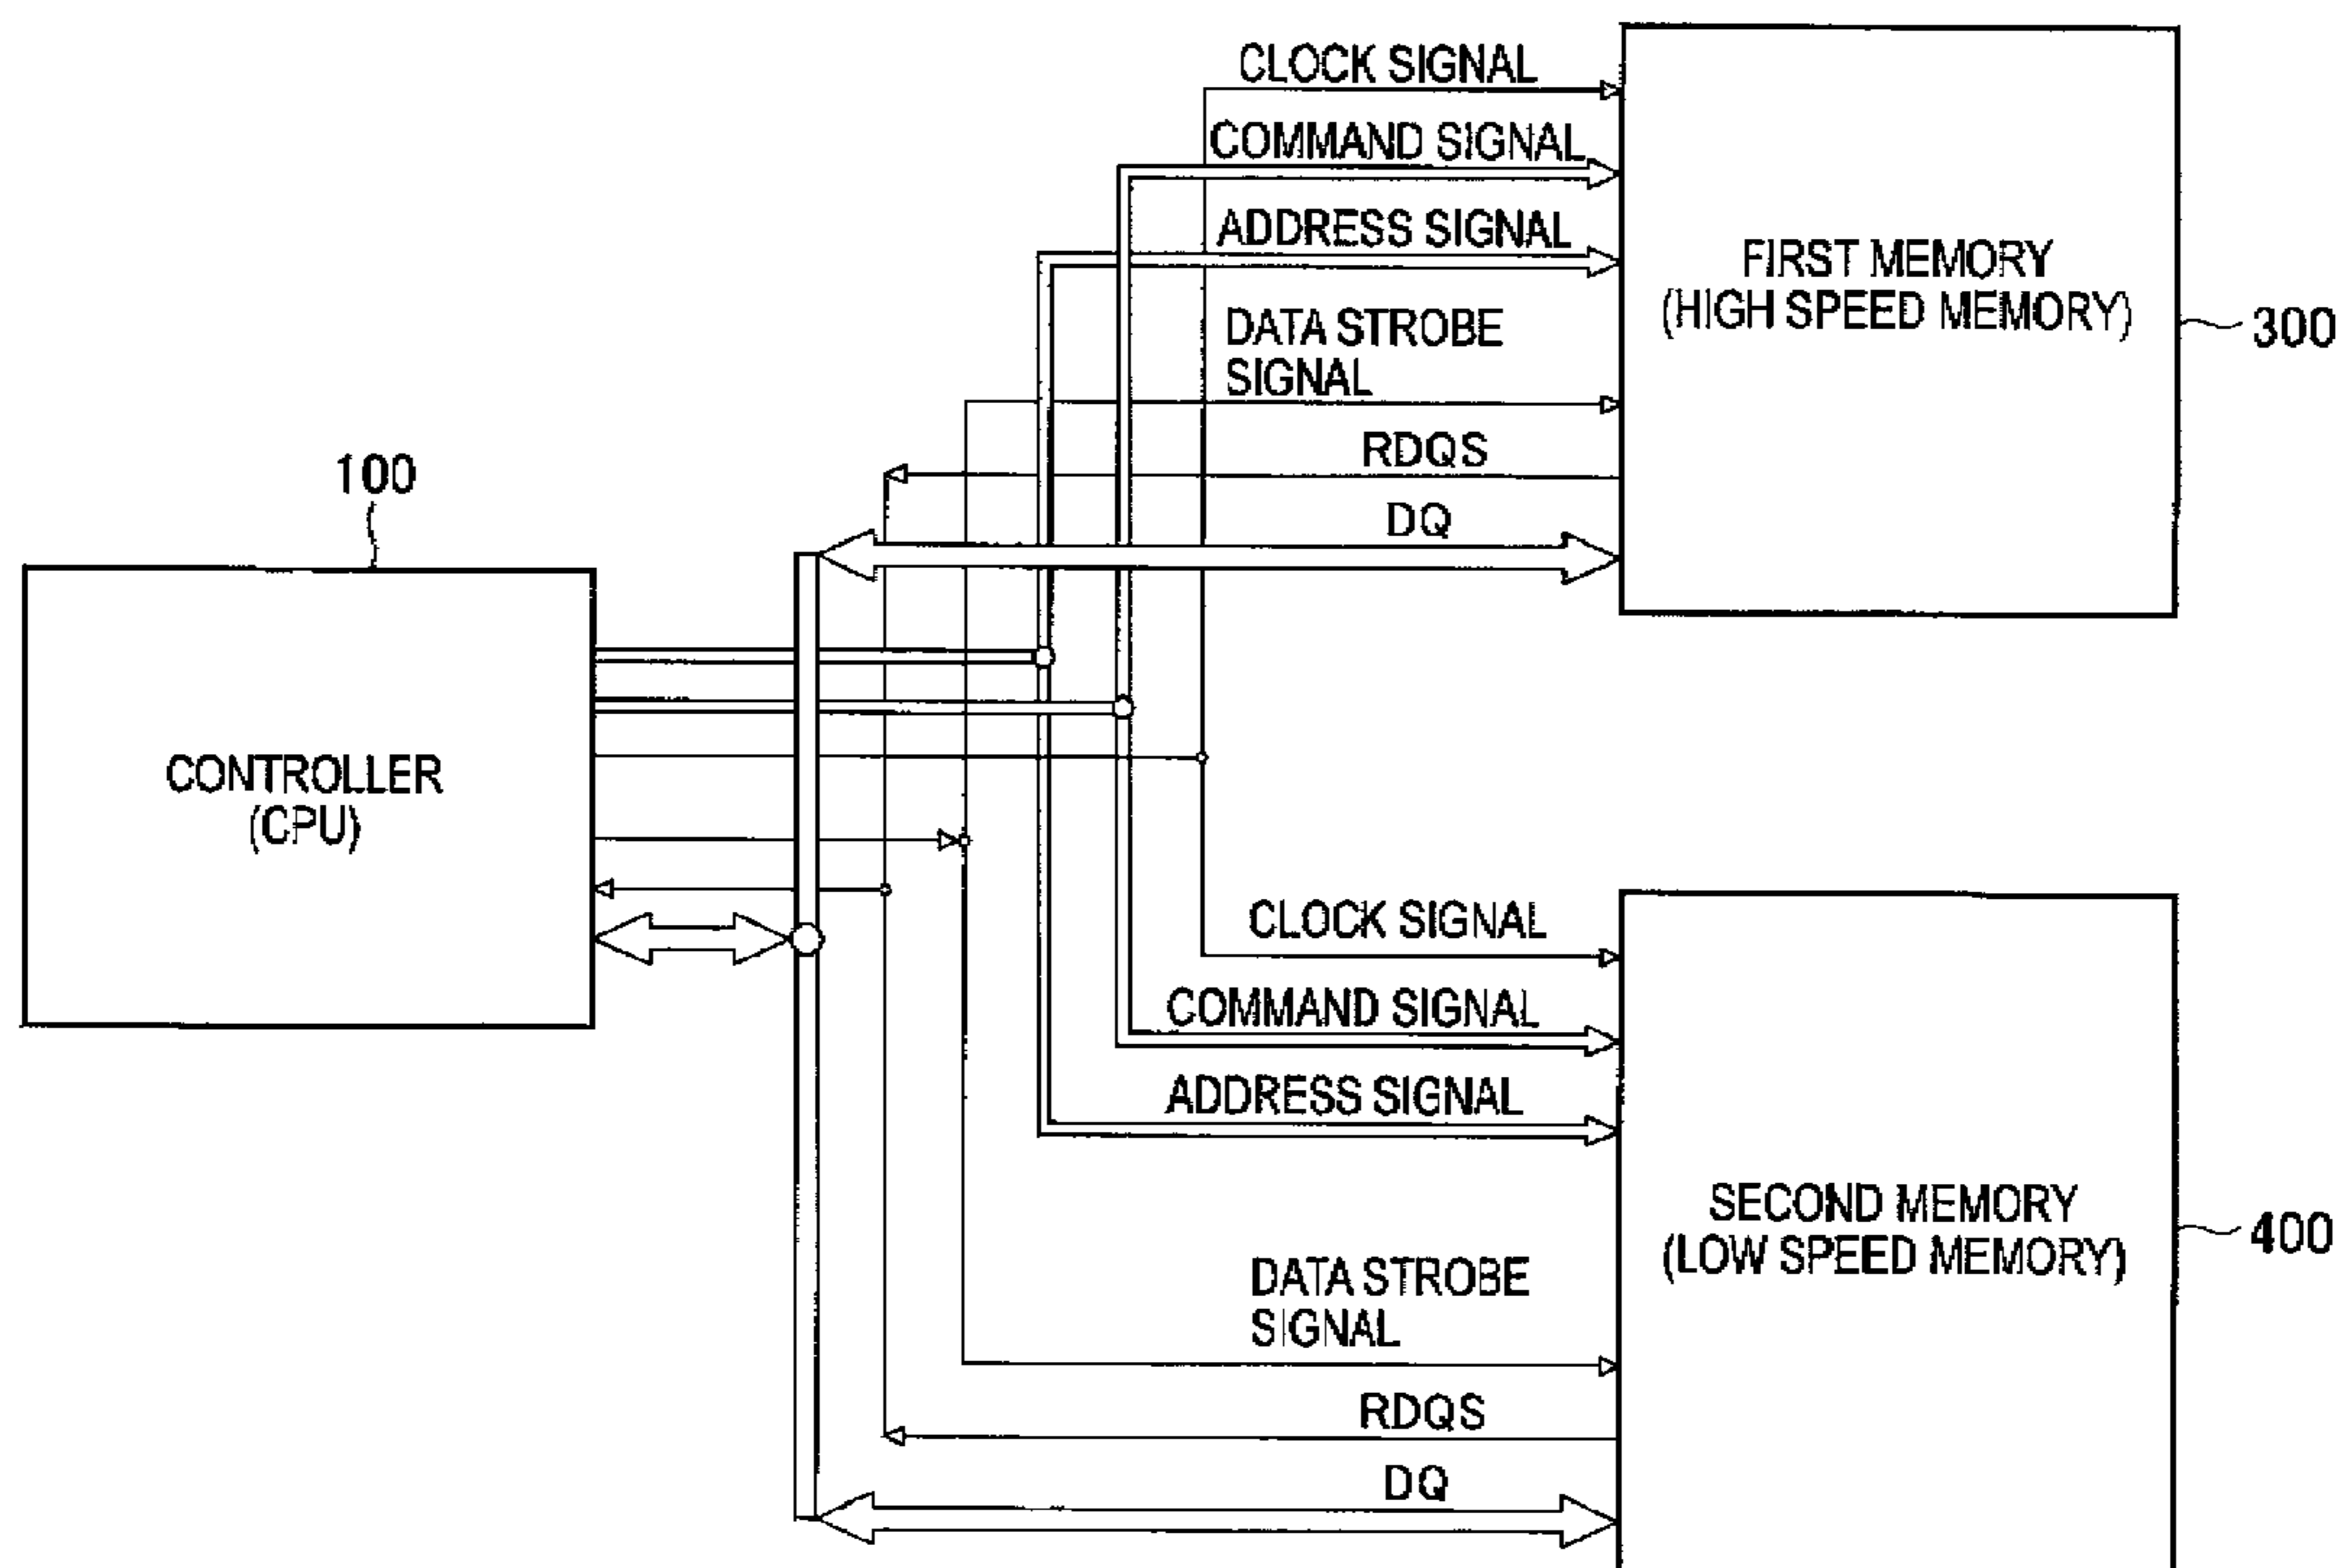 CLOCK SIGNAL
COMMAND SIGNAL
ADDRESS SIGNAL
DATA STROBE
SIGNAL
RDQS
DQ
FIRST MEMORY
(HIGH SPEED MEMORY)
300
100
CONTROLLER
(CPU)
CLOCK SIGNAL
COMMAND SIGNAL
ADDRESS SIGNAL
DATA STROBE
SIGNAL
RDQS
DQ
SECOND MEMORY
(LOW SPEED MEMORY)
400